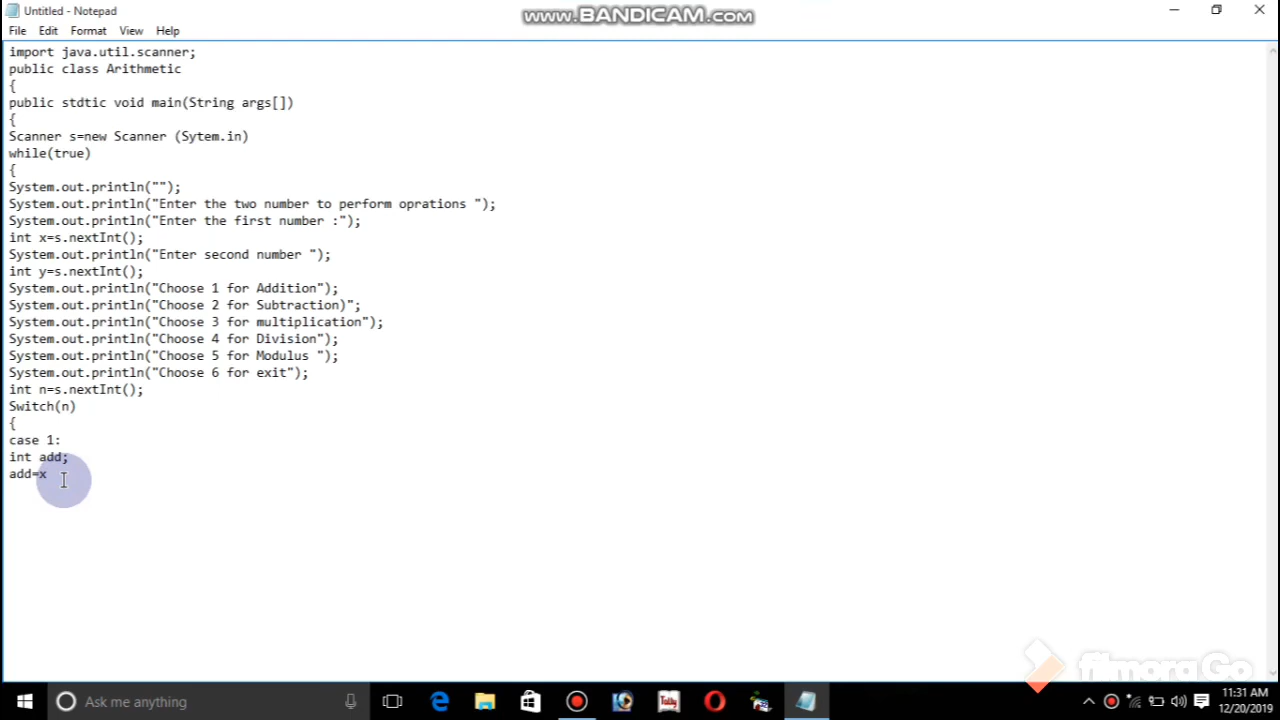 Untitled - Notepad
www.BANDICAM.com
File Edit Format View Help
import java.util.scanner;
public class Arithmetic
{
public stdtic void main(String args[])
{
Scanner s=new Scanner (Sytem.in)
while(true)
{
System.out.println("");
System.out.println("Enter the two number to perform oprations ");
System.out.println("Enter the first number :");
int x=s.nextInt();
System.out.println("Enter second number ");
int y=s.nextInt();
System.out.println("Choose 1 for Addition");
System.out.println("Choose 2 for Subtraction)";
System.out.println("Choose 3 for multiplication");
System.out.println("Choose 4 for Division");
System.out.println("Choose 5 for Modulus ");
System.out.println("Choose 6 for exit");
int n=s.nextInt();
Switch(n)
{
case 1:
int add;
add=x
filmoraGo
Ask me anything
Tally
11:31 AM
12/20/2019